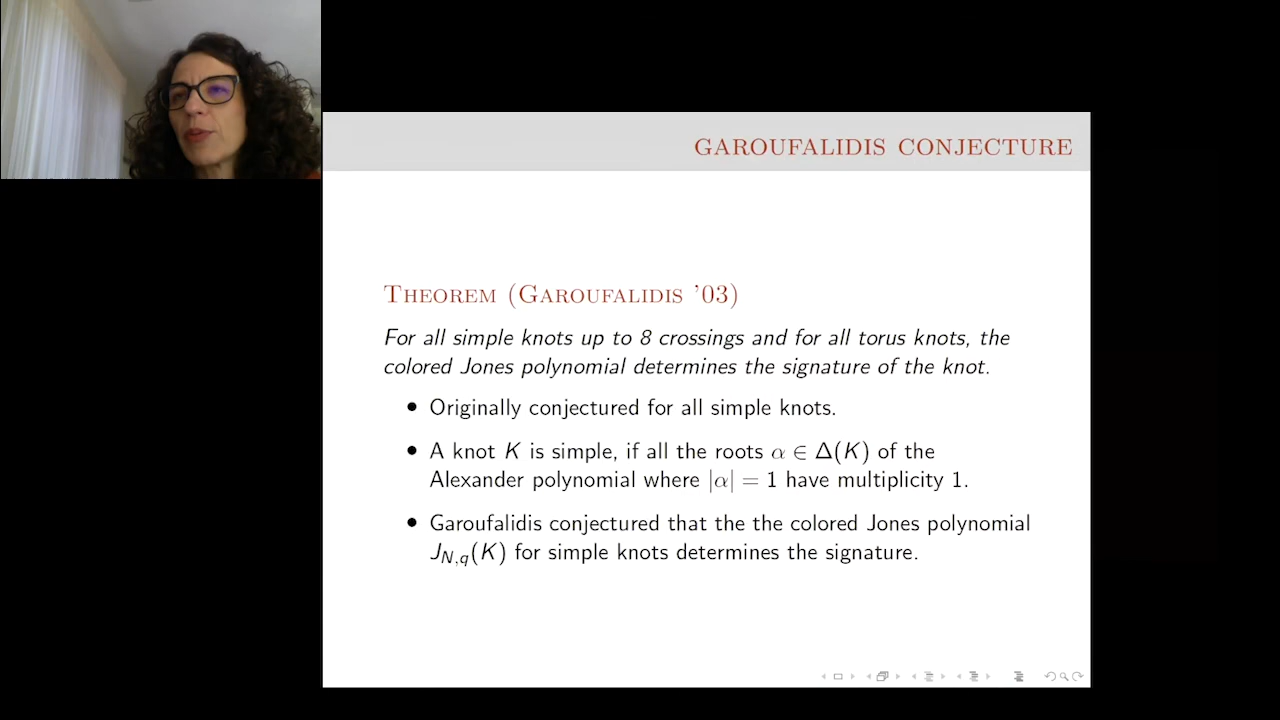 GAROUFALIDIS CONJECTURE
THEOREM (GAROUFALIDIS '03)
For all simple knots up to 8 crossings and for all torus knots, the
colored Jones polynomial determines the signature of the knot.
• Originally conjectured for all simple knots.
• A knot K is simple, if all the roots α ∈ Δ(K) of the
Alexander polynomial where |α| = 1 have multiplicity 1.
• Garoufalidis conjectured that the the colored Jones polynomial
J_{N,q}(K) for simple knots determines the signature.